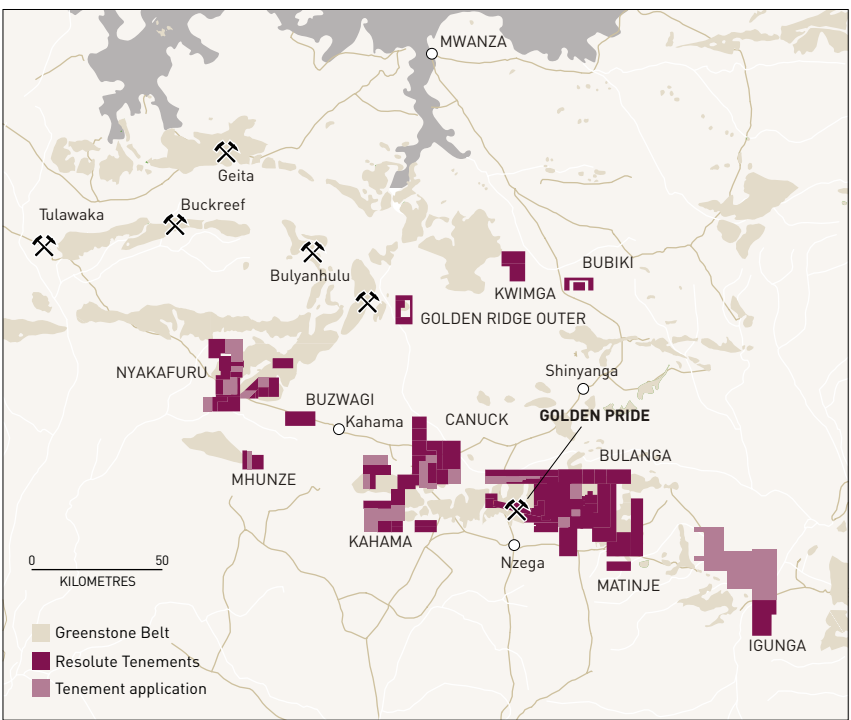 MWANZA
Geita
Buckreef
Tulawaka
Bulyanhulu
BUBIKI
KWIMGA
GOLDEN RIDGE OUTER
NYAKAFURU
Shinyanga
BUZWAGI
GOLDEN PRIDE
Kahama
CANUCK
BULANGA
MHUNZE
KAHAMA
Nzega
MATINJE
IGUNGA
0 50
KILOMETRES
Greenstone Belt
Resolute Tenements
Tenement application